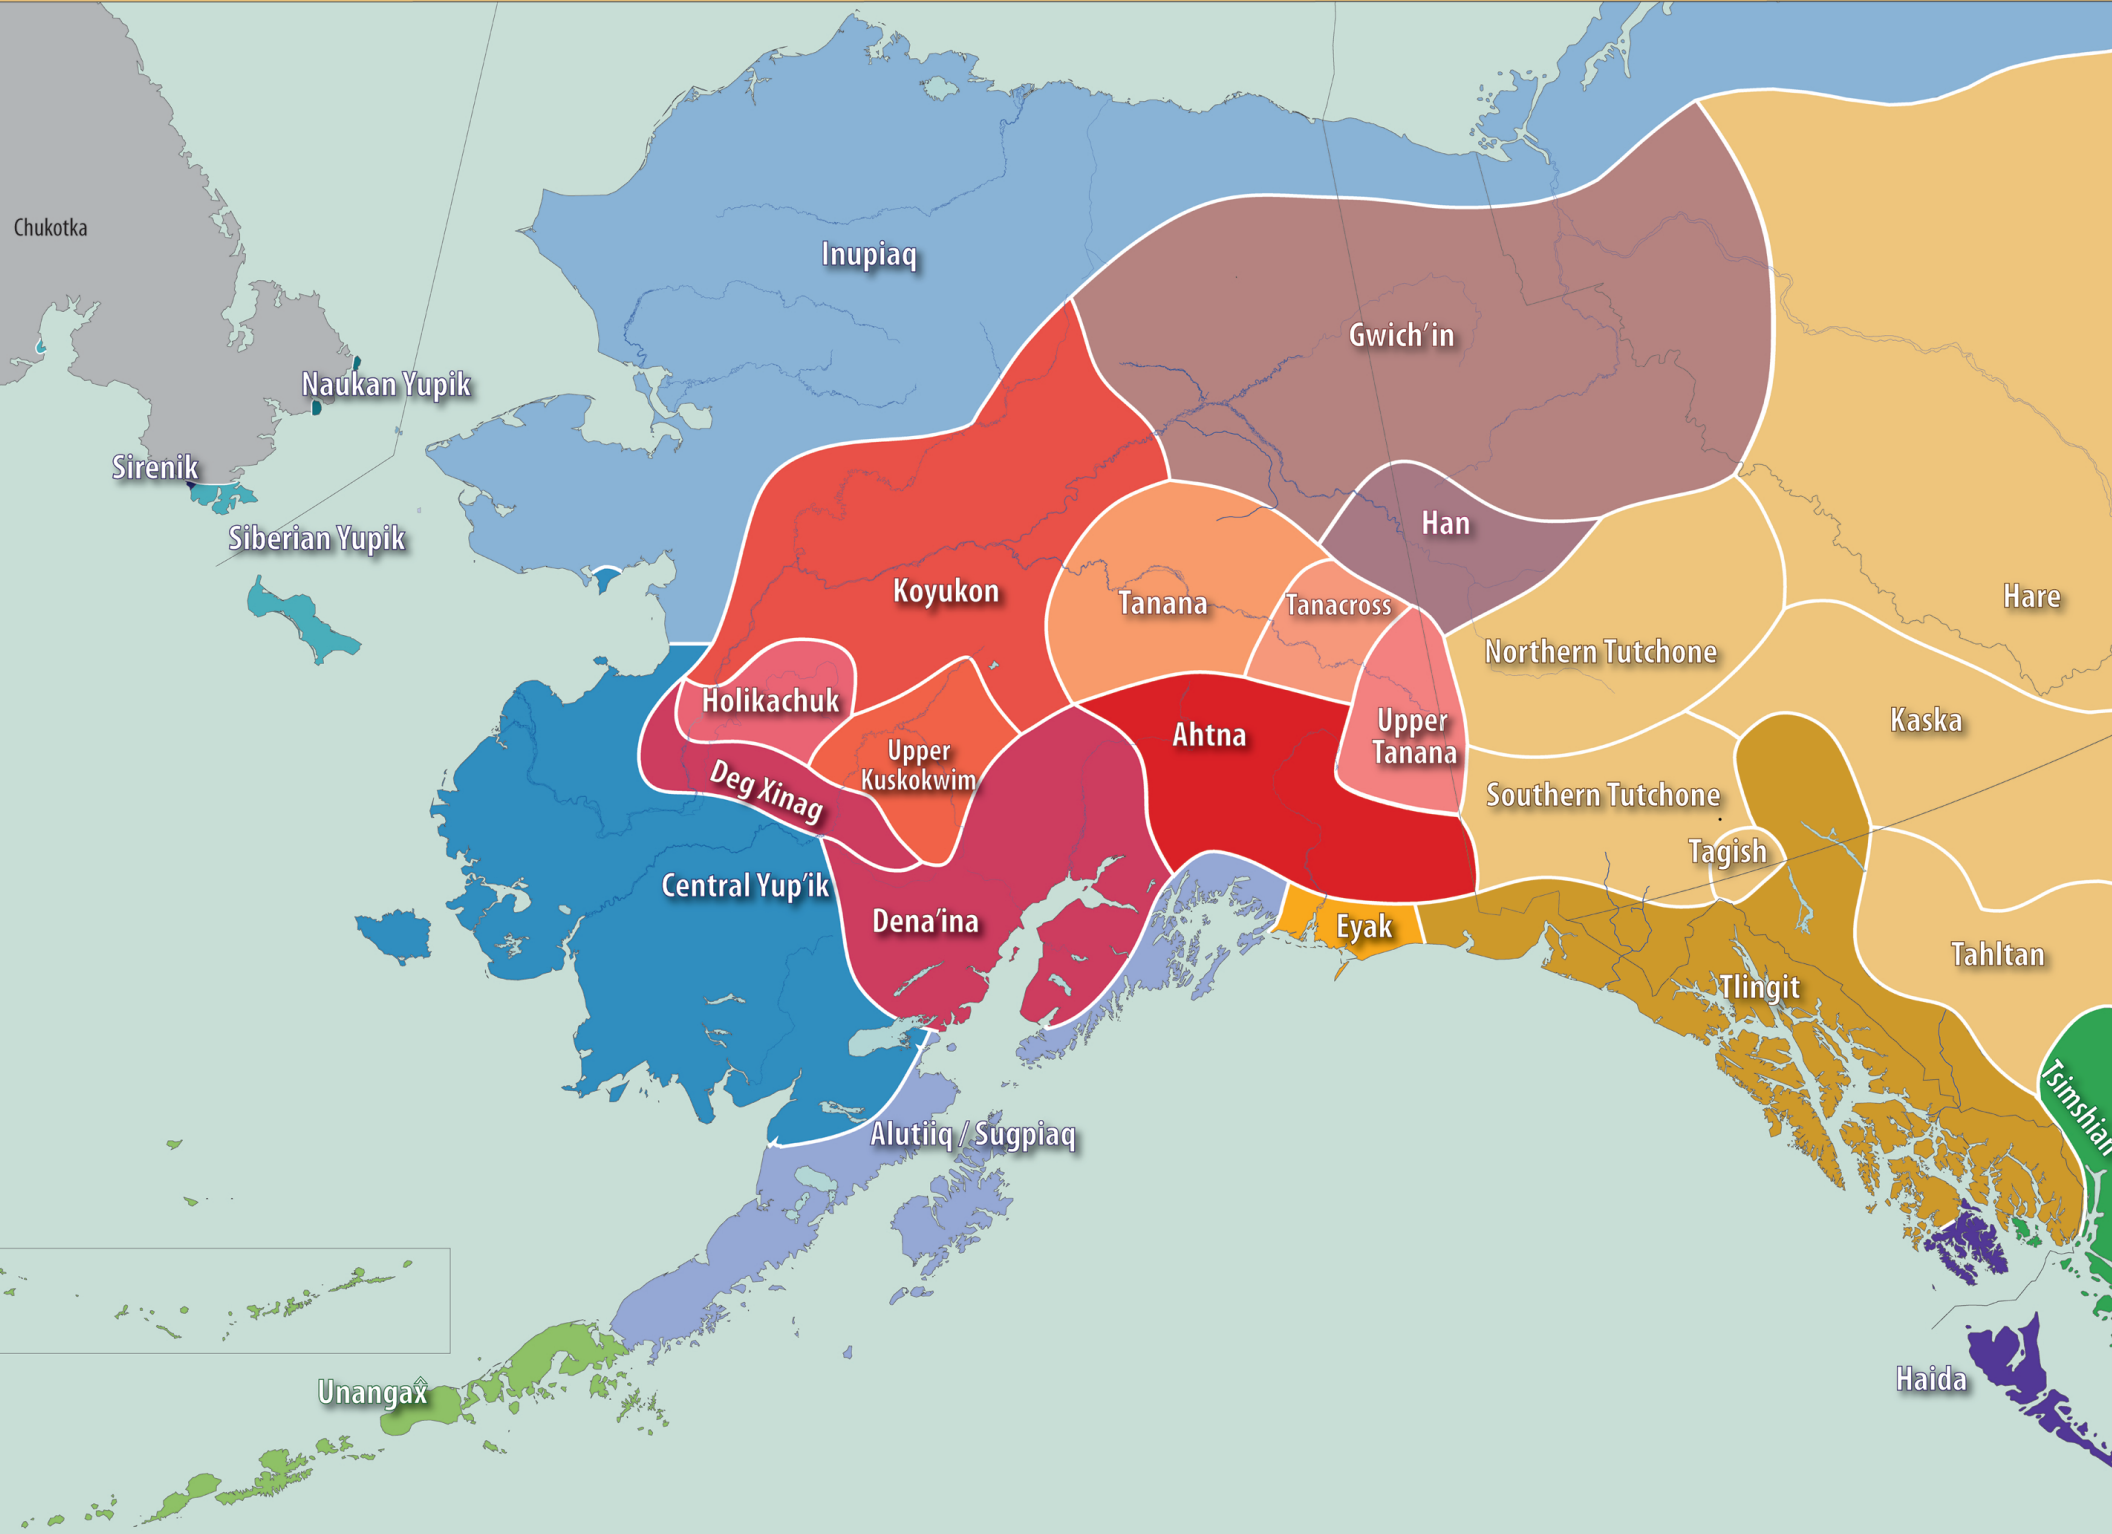 Chukotka
Inupiaq
Gwich’in
Naukan Yupik
Sirenik
Siberian Yupik
Han
Koyukon
Tanana
Tanacross
Hare
Northern Tutchone
Holikachuk
Ahtna
Upper
Tanana
Kaska
Upper
Kuskokwim
Deg Xinag
Southern Tutchone
Tagish
Central Yup’ik
Dena’ina
Eyak
Tahltan
Tlingit
Tsimshian
Alutiiq / Sugpiaq
Unangax̂
Haida